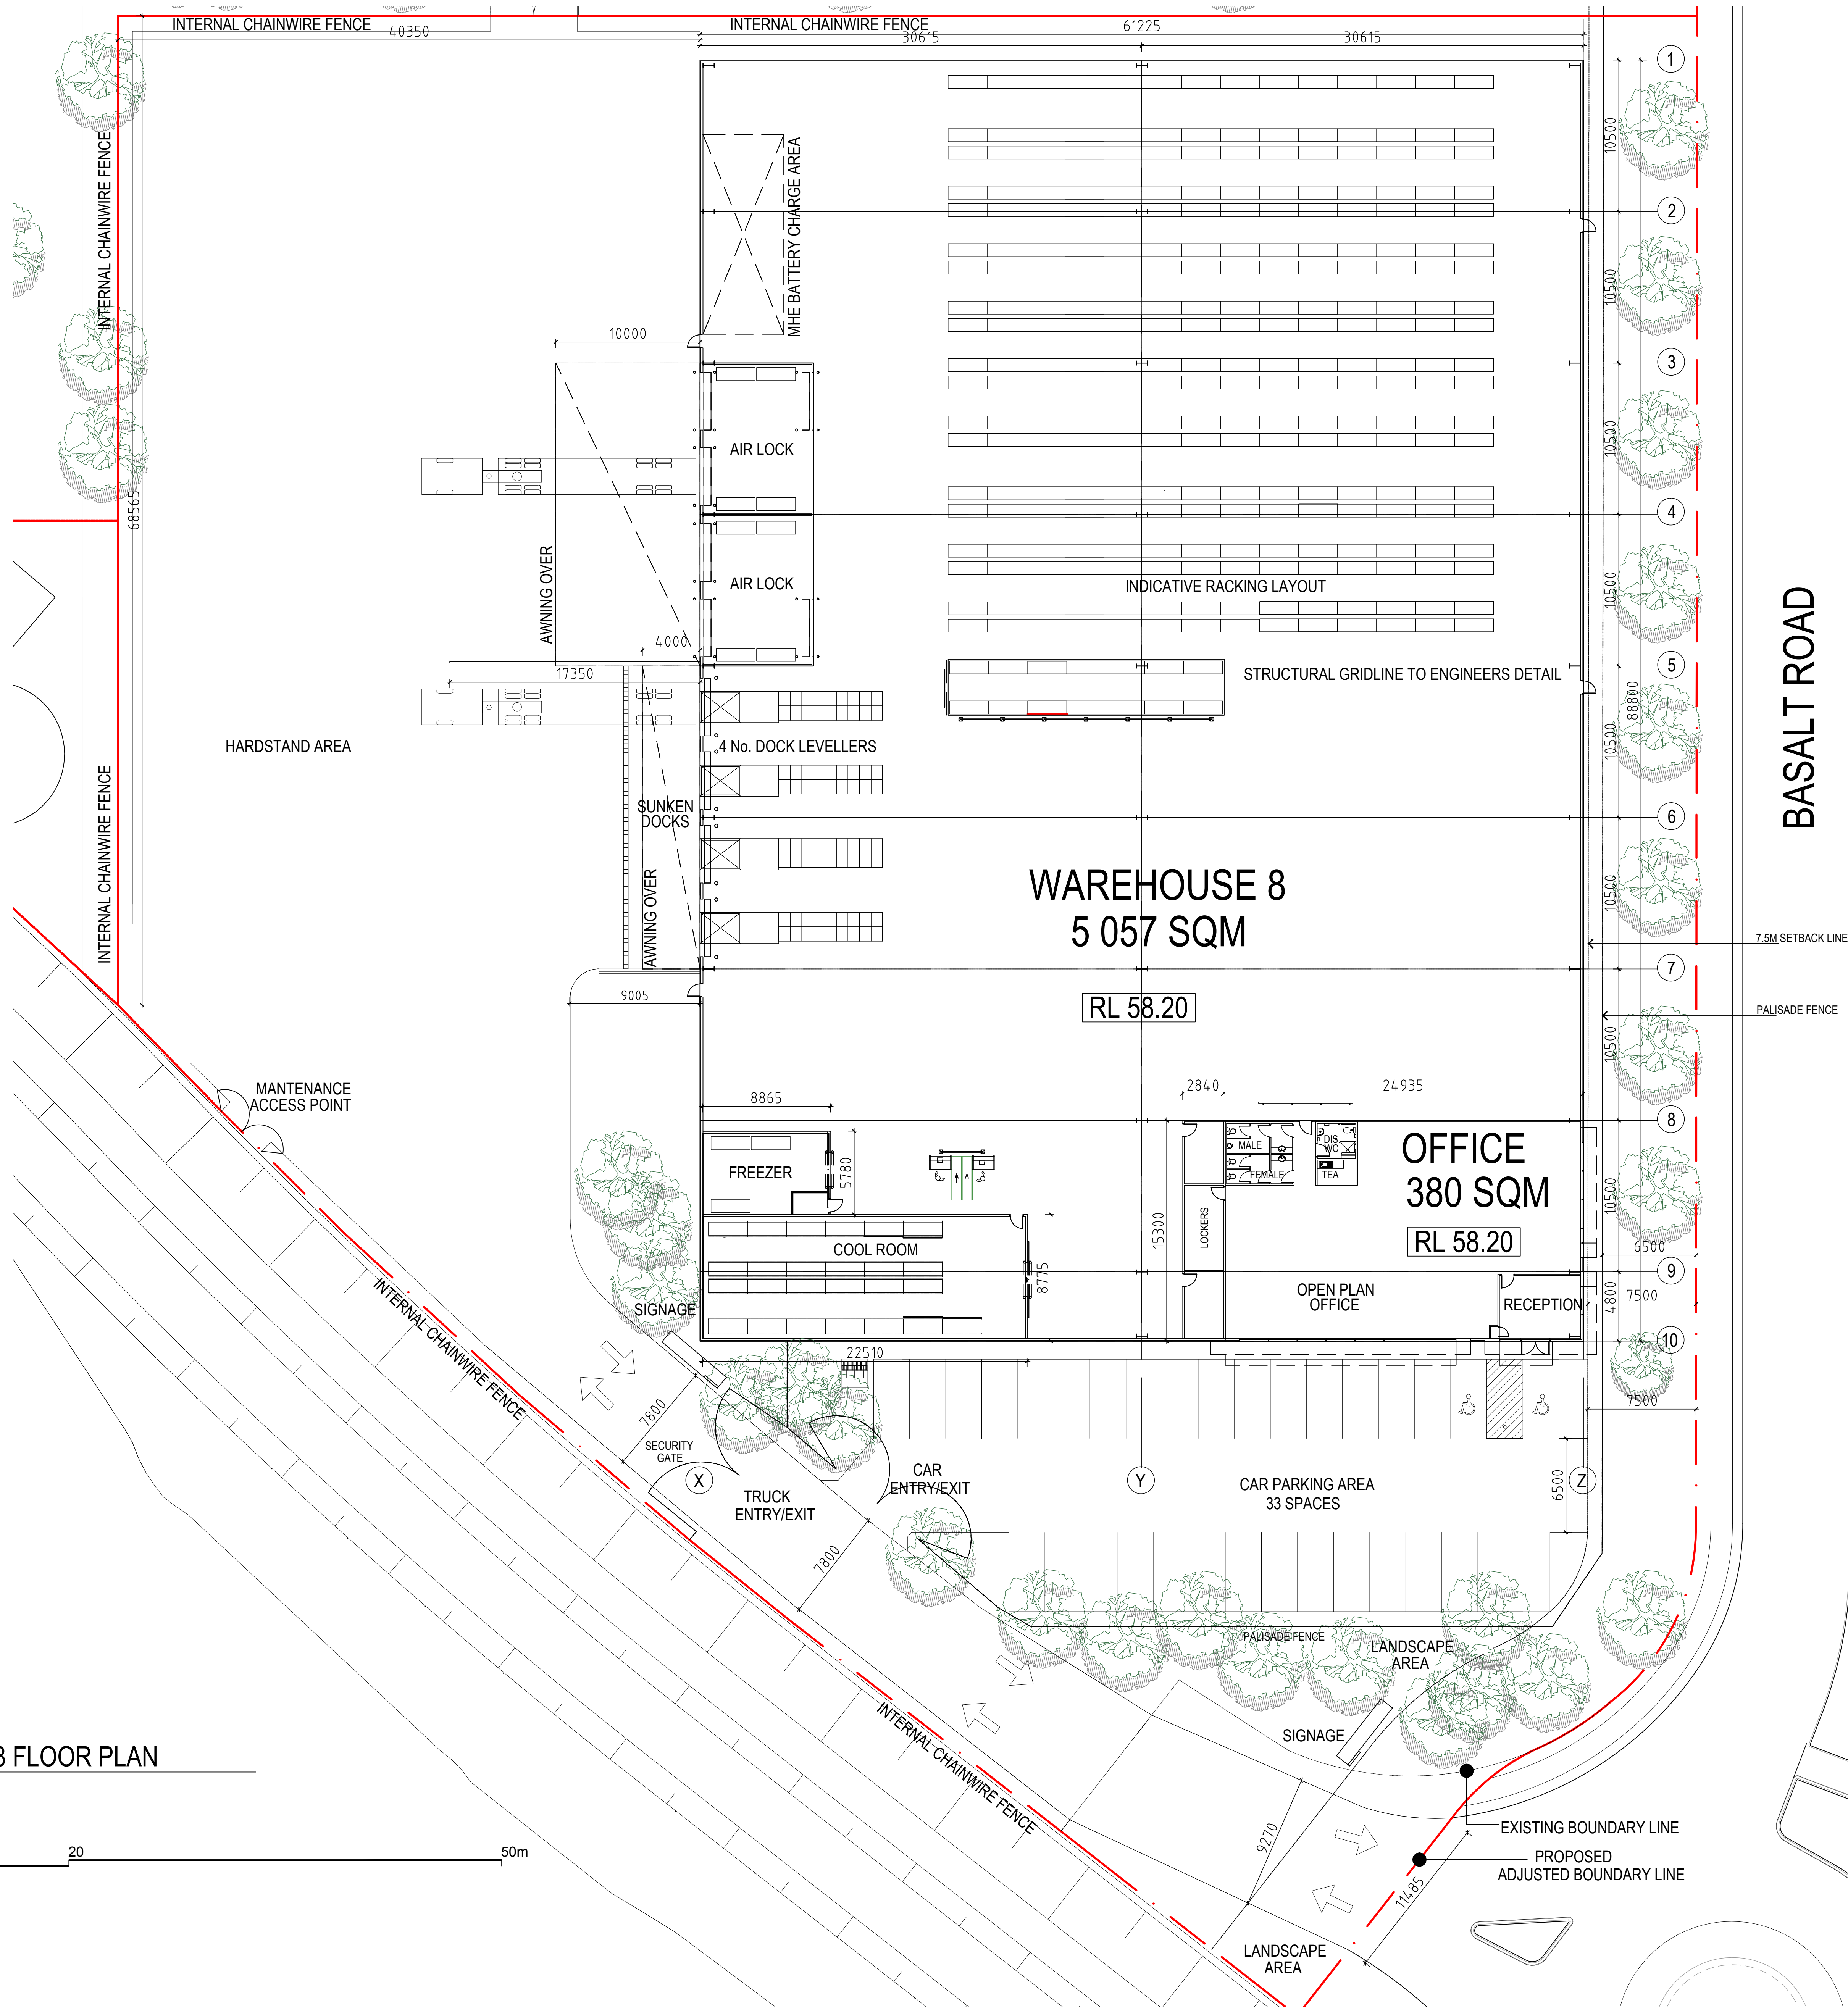 INTERNAL CHAINWIRE FENCE
40350
INTERNAL CHAINWIRE FENCE
61225
30615
30615
1
INTERNAL CHAINWIRE FENCE
MHE BATTERY CHARGE AREA
10500
2
10500
10000
3
AIR LOCK
10500
68565
4
AWNING OVER
AIR LOCK
INDICATIVE RACKING LAYOUT
10500
BASALT ROAD
4000
5
17350
STRUCTURAL GRIDLINE TO ENGINEERS DETAIL
88800
HARDSTAND AREA
4 No. DOCK LEVELLERS
10500
INTERNAL CHAINWIRE FENCE
SUNKEN
DOCKS
6
AWNING OVER
WAREHOUSE 8
5 057 SQM
10500
7.5M SETBACK LINE
7
9005
RL 58.20
PALISADE FENCE
10500
MANTENANCE
ACCESS POINT
8865
2840
24935
8
FREEZER
5780
MALE
FEMALE
DIS
WC
TEA
OFFICE
380 SQM
10500
15300
LOCKERS
RL 58.20
COOL ROOM
6500
8775
9
OPEN PLAN
OFFICE
RECEPTION
4800
7500
SIGNAGE
INTERNAL CHAINWIRE FENCE
10
22510
7800
7500
SECURITY
GATE
X
Y
Z
CAR
ENTRY/EXIT
TRUCK
ENTRY/EXIT
CAR PARKING AREA
33 SPACES
6500
7800
PALISADE FENCE
LANDSCAPE
AREA
INTERNAL CHAINWIRE FENCE
SIGNAGE
8 FLOOR PLAN
9270
EXISTING BOUNDARY LINE
20
50m
PROPOSED
ADJUSTED BOUNDARY LINE
11485
LANDSCAPE
AREA